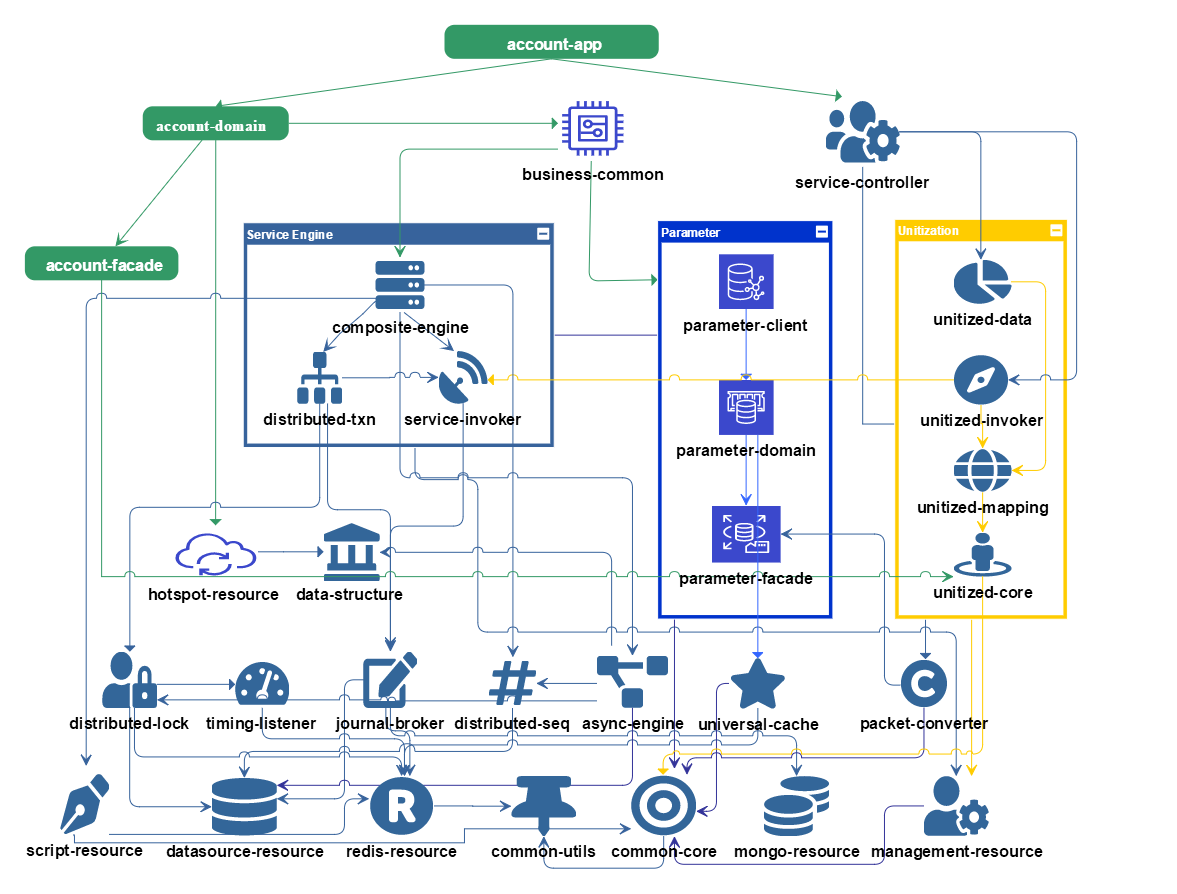 account-app
account-domain
business-common
service-controller
Service Engine
Parameter
Unitization
account-facade
composite-engine
parameter-client
unitized-data
distributed-txn
service-invoker
unitized-invoker
parameter-domain
unitized-mapping
hotspot-resource
data-structure
parameter-facade
unitized-core
distributed-lock
timing-listener
journal-broker
distributed-seq
async-engine
universal-cache
C
packet-converter
R
script-resource
datasource-resource
redis-resource
common-utils
common-core
mongo-resource
management-resource